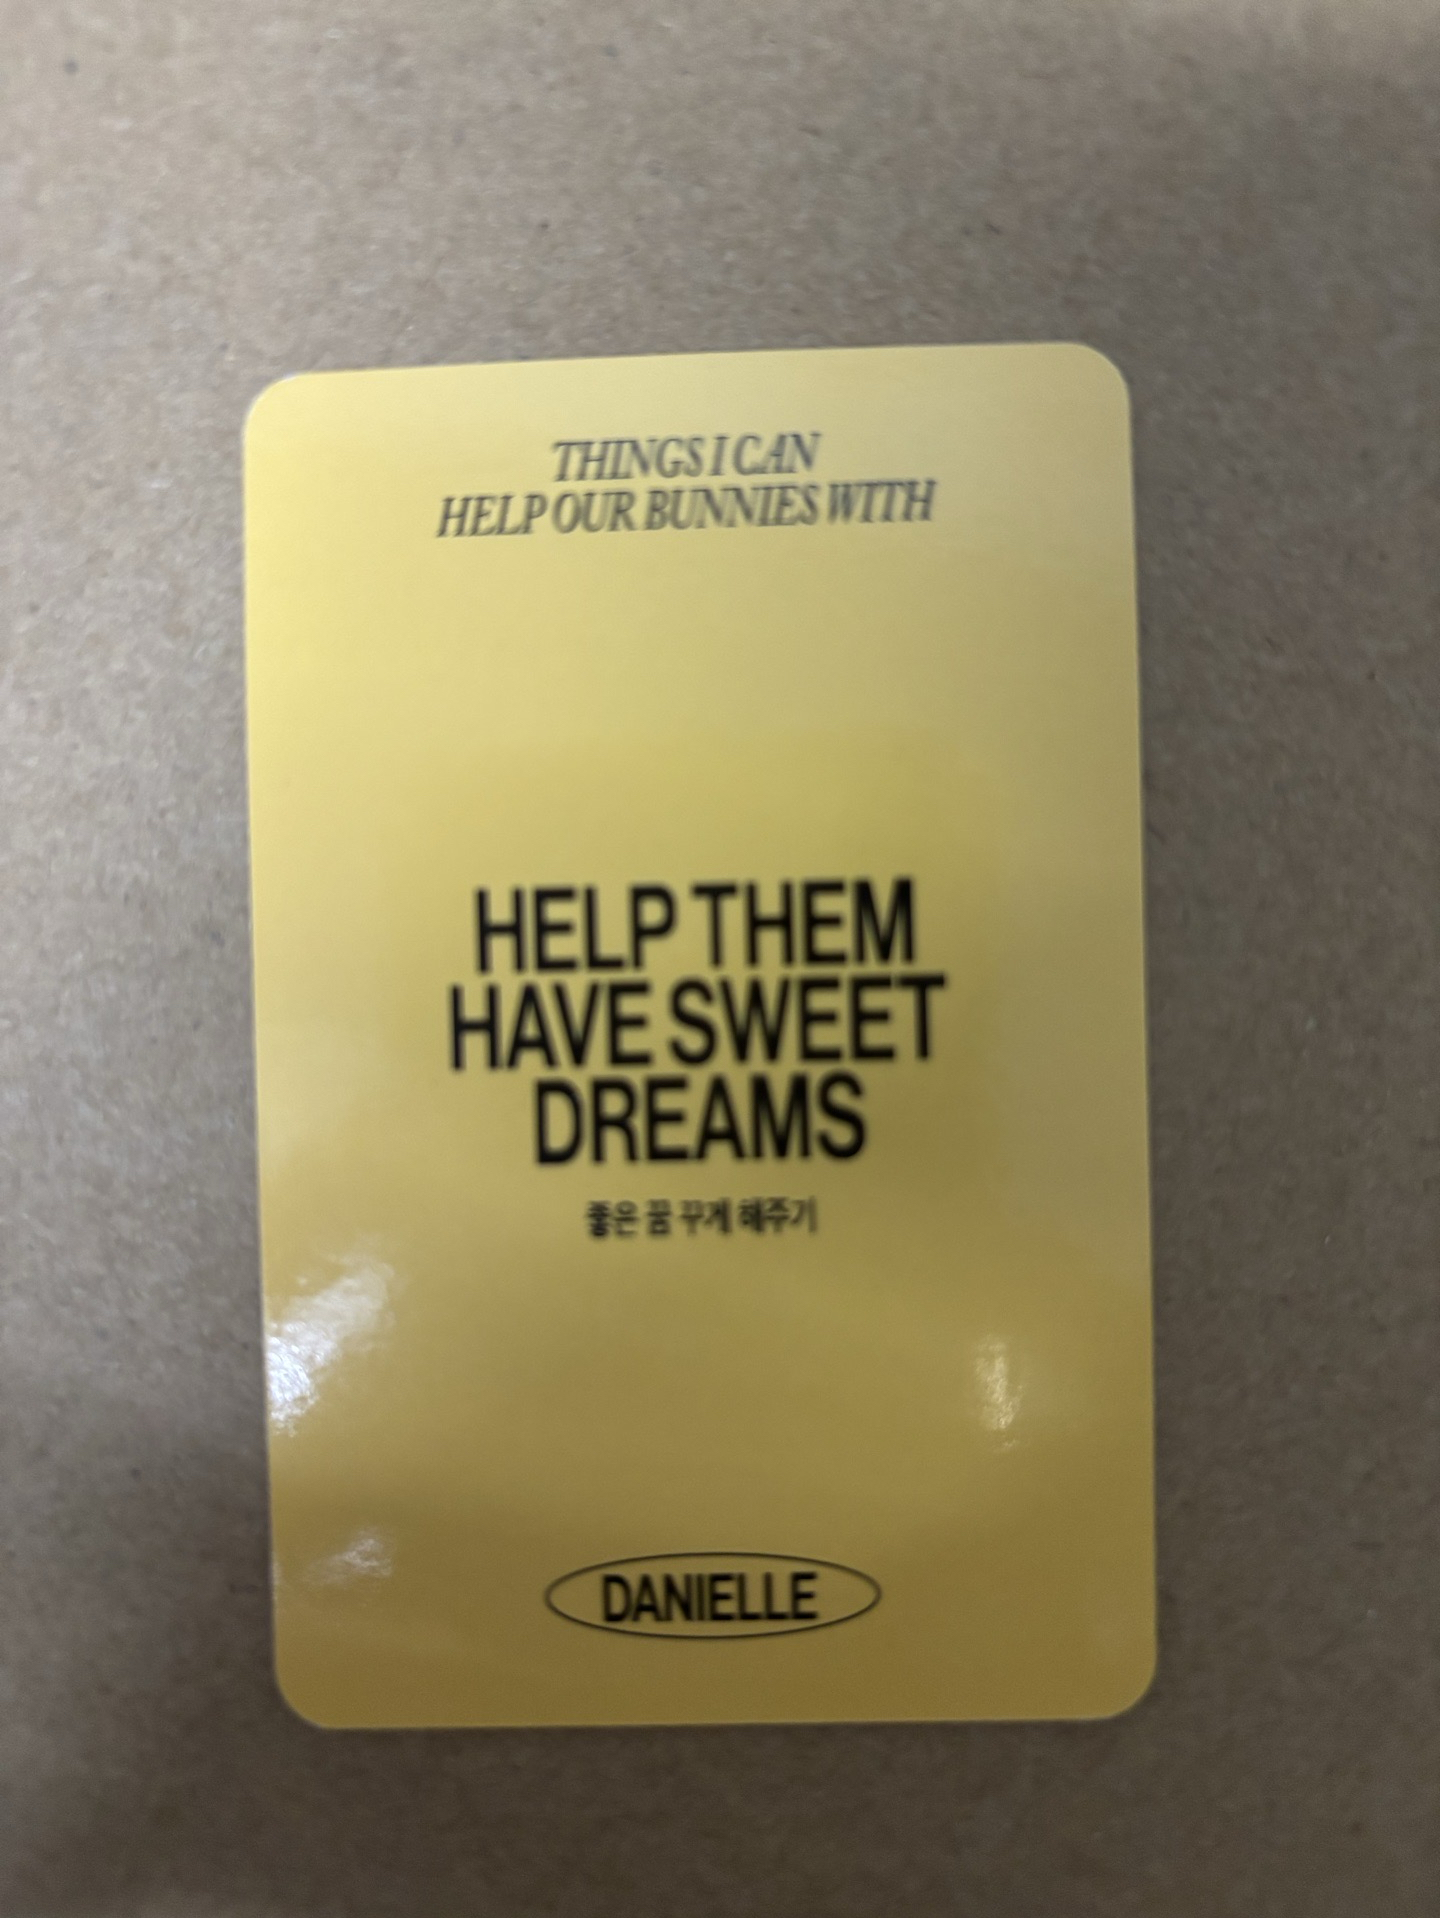 THINGS I CAN
HELP OUR BUNNIES WITH
HELP THEM
HAVE SWEET
DREAMS
좋은 꿈 꾸게 해주기
DANIELLE